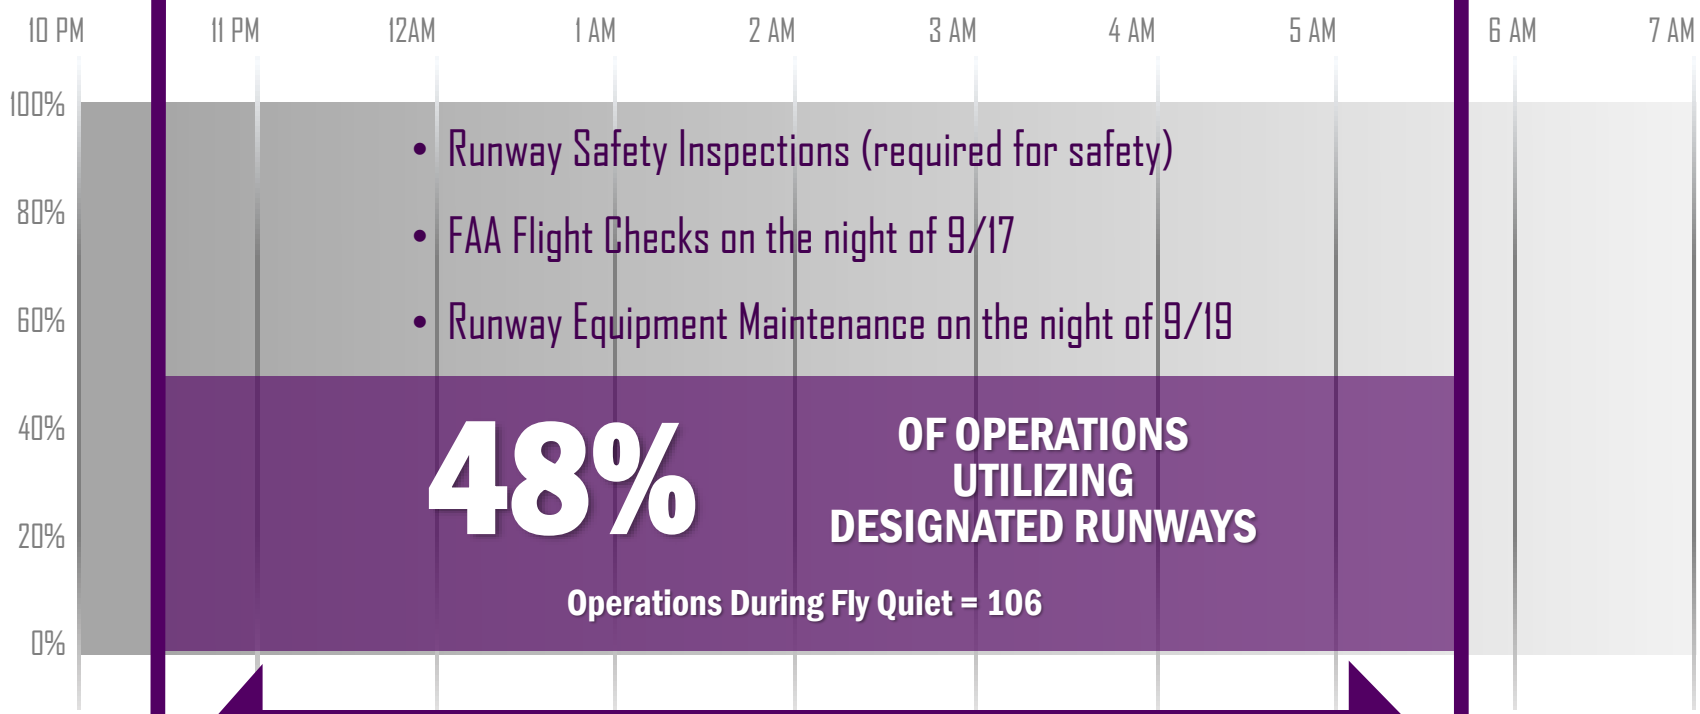 10 PM 11 PM 12AM 1 AM 2 AM 3 AM 4 AM 5 AM 6 AM 7 AM
100%
• Runway Safety Inspections (required for safety)
80%
• FAA Flight Checks on the night of 9/17
60%
• Runway Equipment Maintenance on the night of 9/19
40%
20%
0%
48%
OF OPERATIONS
UTILIZING
DESIGNATED RUNWAYS
Operations During Fly Quiet = 106